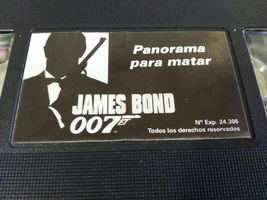 Panorama
para matar
JAMES BOND
007
Nº Exp. 24.306
Todos los derechos reservados